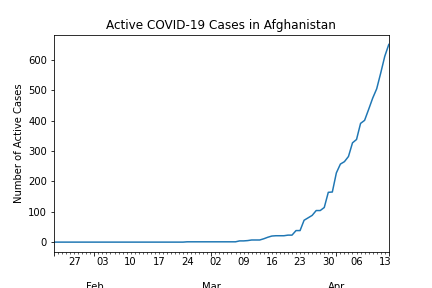 Active COVID-19 Cases in Afghanistan
Number of Active Cases
600
500
400
300
200
100
0
27 03 10 17 24 02 09 16 23 30 06 13
Feb Mar Apr